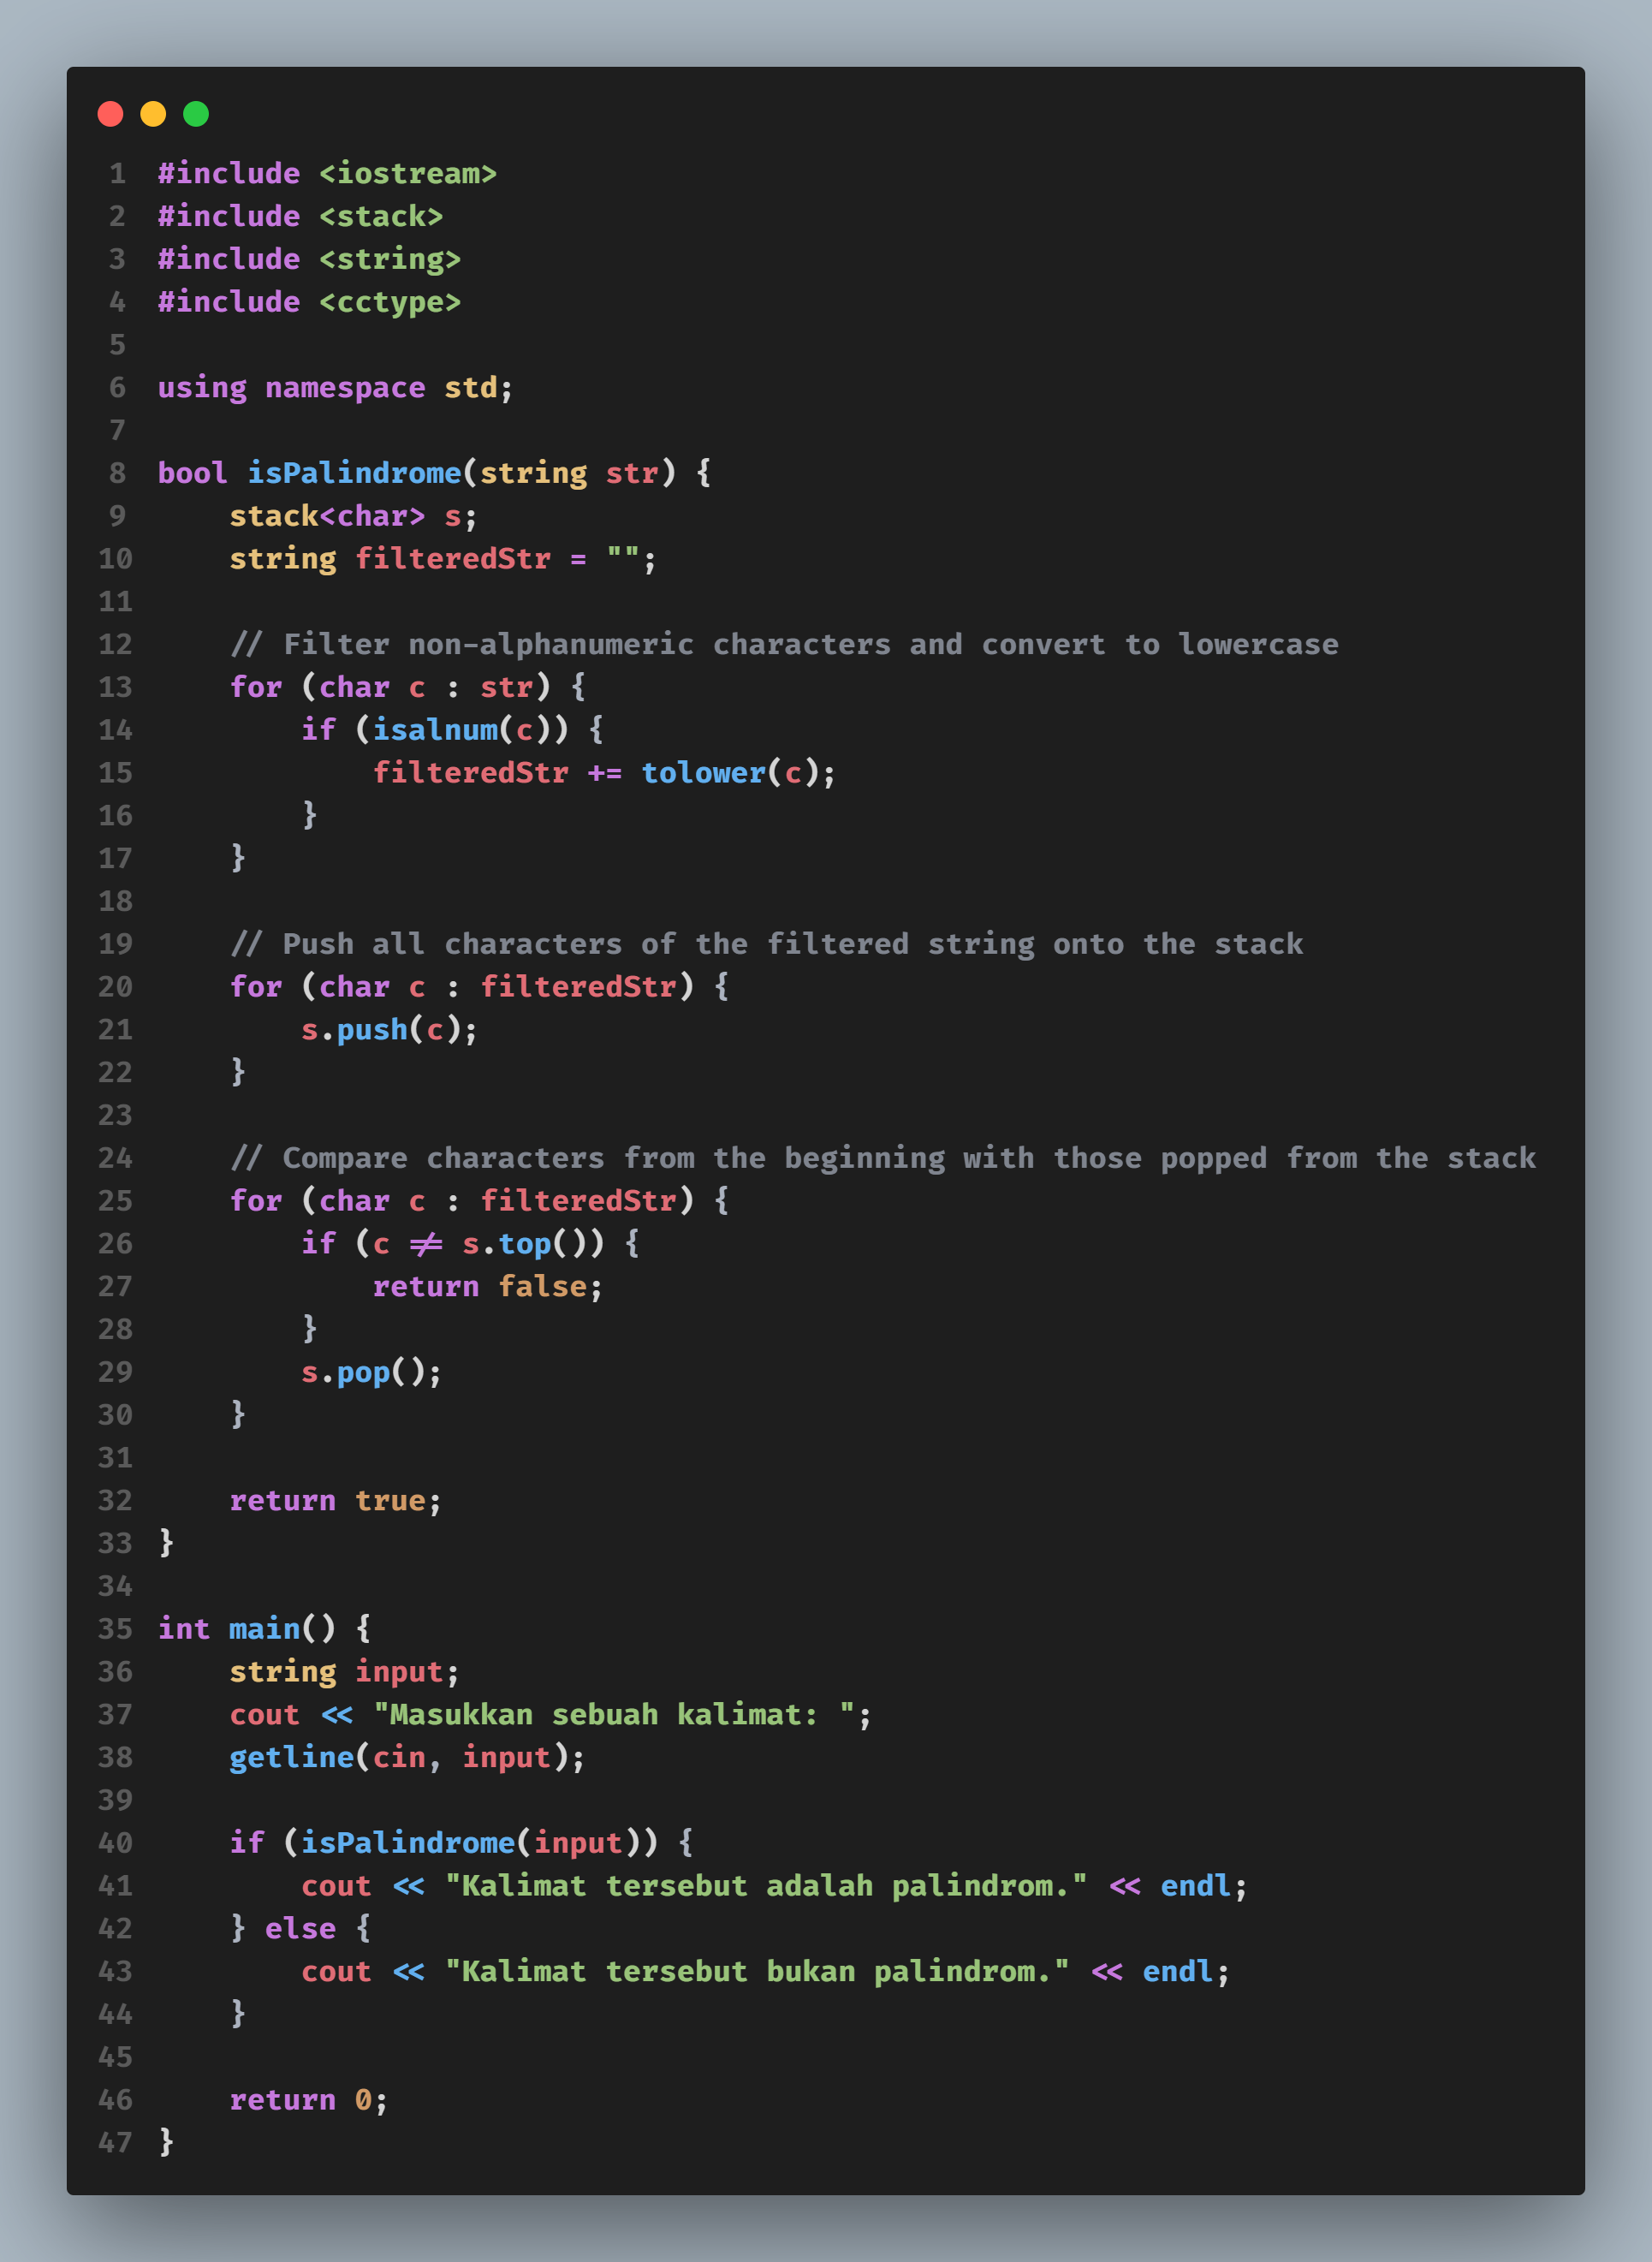 1 #include <iostream>
2 #include <stack>
3 #include <string>
4 #include <cctype>
5
6 using namespace std;
7
8 bool isPalindrome(string str) {
9     stack<char> s;
10     string filteredStr = "";
11
12     // Filter non-alphanumeric characters and convert to lowercase
13     for (char c : str) {
14         if (isalnum(c)) {
15             filteredStr += tolower(c);
16         }
17     }
18
19     // Push all characters of the filtered string onto the stack
20     for (char c : filteredStr) {
21         s.push(c);
22     }
23
24     // Compare characters from the beginning with those popped from the stack
25     for (char c : filteredStr) {
26         if (c != s.top()) {
27             return false;
28         }
29         s.pop();
30     }
31
32     return true;
33 }
34
35 int main() {
36     string input;
37     cout << "Masukkan sebuah kalimat: ";
38     getline(cin, input);
39
40     if (isPalindrome(input)) {
41         cout << "Kalimat tersebut adalah palindrom." << endl;
42     } else {
43         cout << "Kalimat tersebut bukan palindrom." << endl;
44     }
45
46     return 0;
47 }